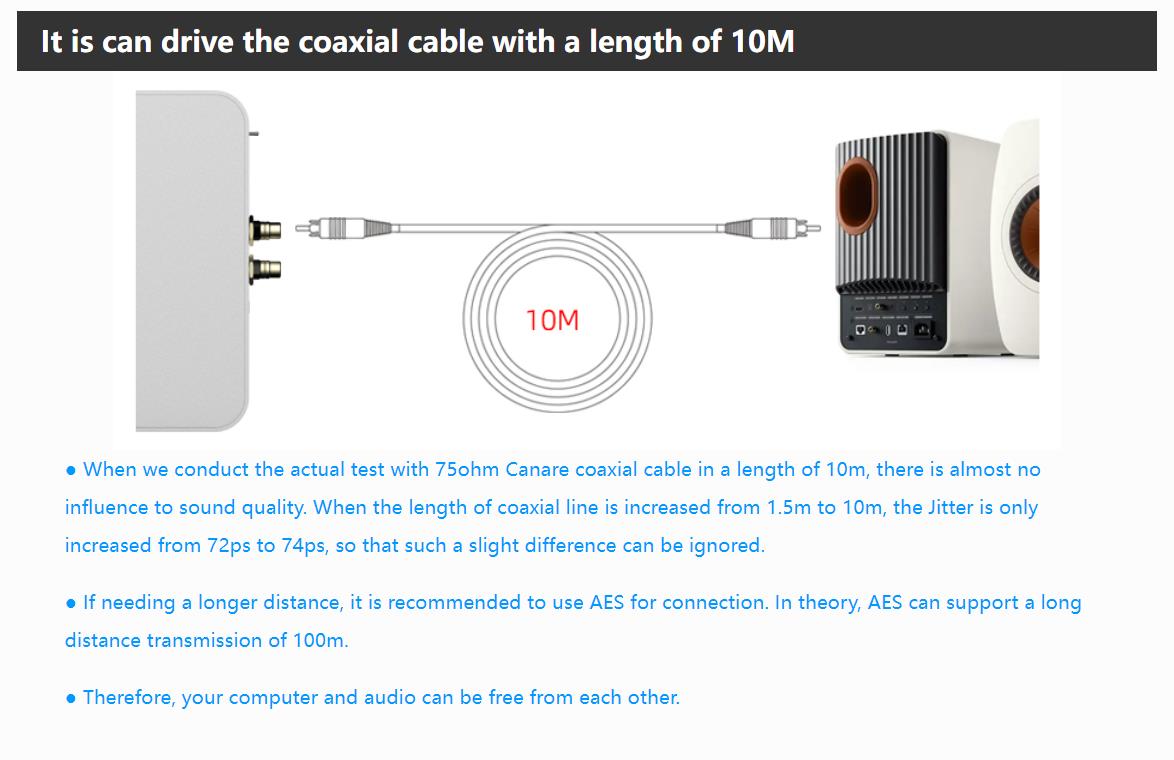 It is can drive the coaxial cable with a length of 10M
10M
● When we conduct the actual test with 75ohm Canare coaxial cable in a length of 10m, there is almost no
influence to sound quality. When the length of coaxial line is increased from 1.5m to 10m, the Jitter is only
increased from 72ps to 74ps, so that such a slight difference can be ignored.
● If needing a longer distance, it is recommended to use AES for connection. In theory, AES can support a long
distance transmission of 100m.
● Therefore, your computer and audio can be free from each other.